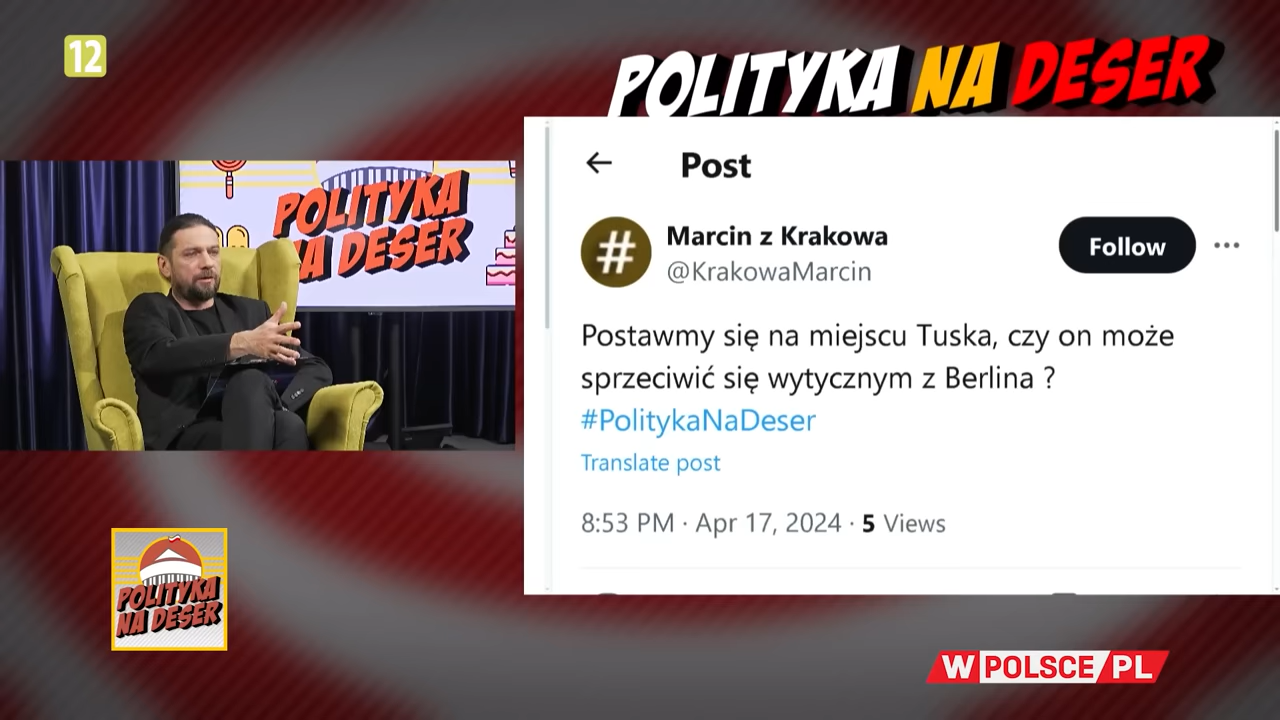 12
POLITYKA NA DESER
POLITYKA
NA DESER
Post
Marcin z Krakowa
@KrakowaMarcin
Follow
Postawmy się na miejscu Tuska, czy on może
sprzeciwić się wytycznym z Berlina ?
#PolitykaNaDeser
Translate post
8:53 PM · Apr 17, 2024 · 5 Views
POLITYKA
NA DESER
WPOLSCE PL